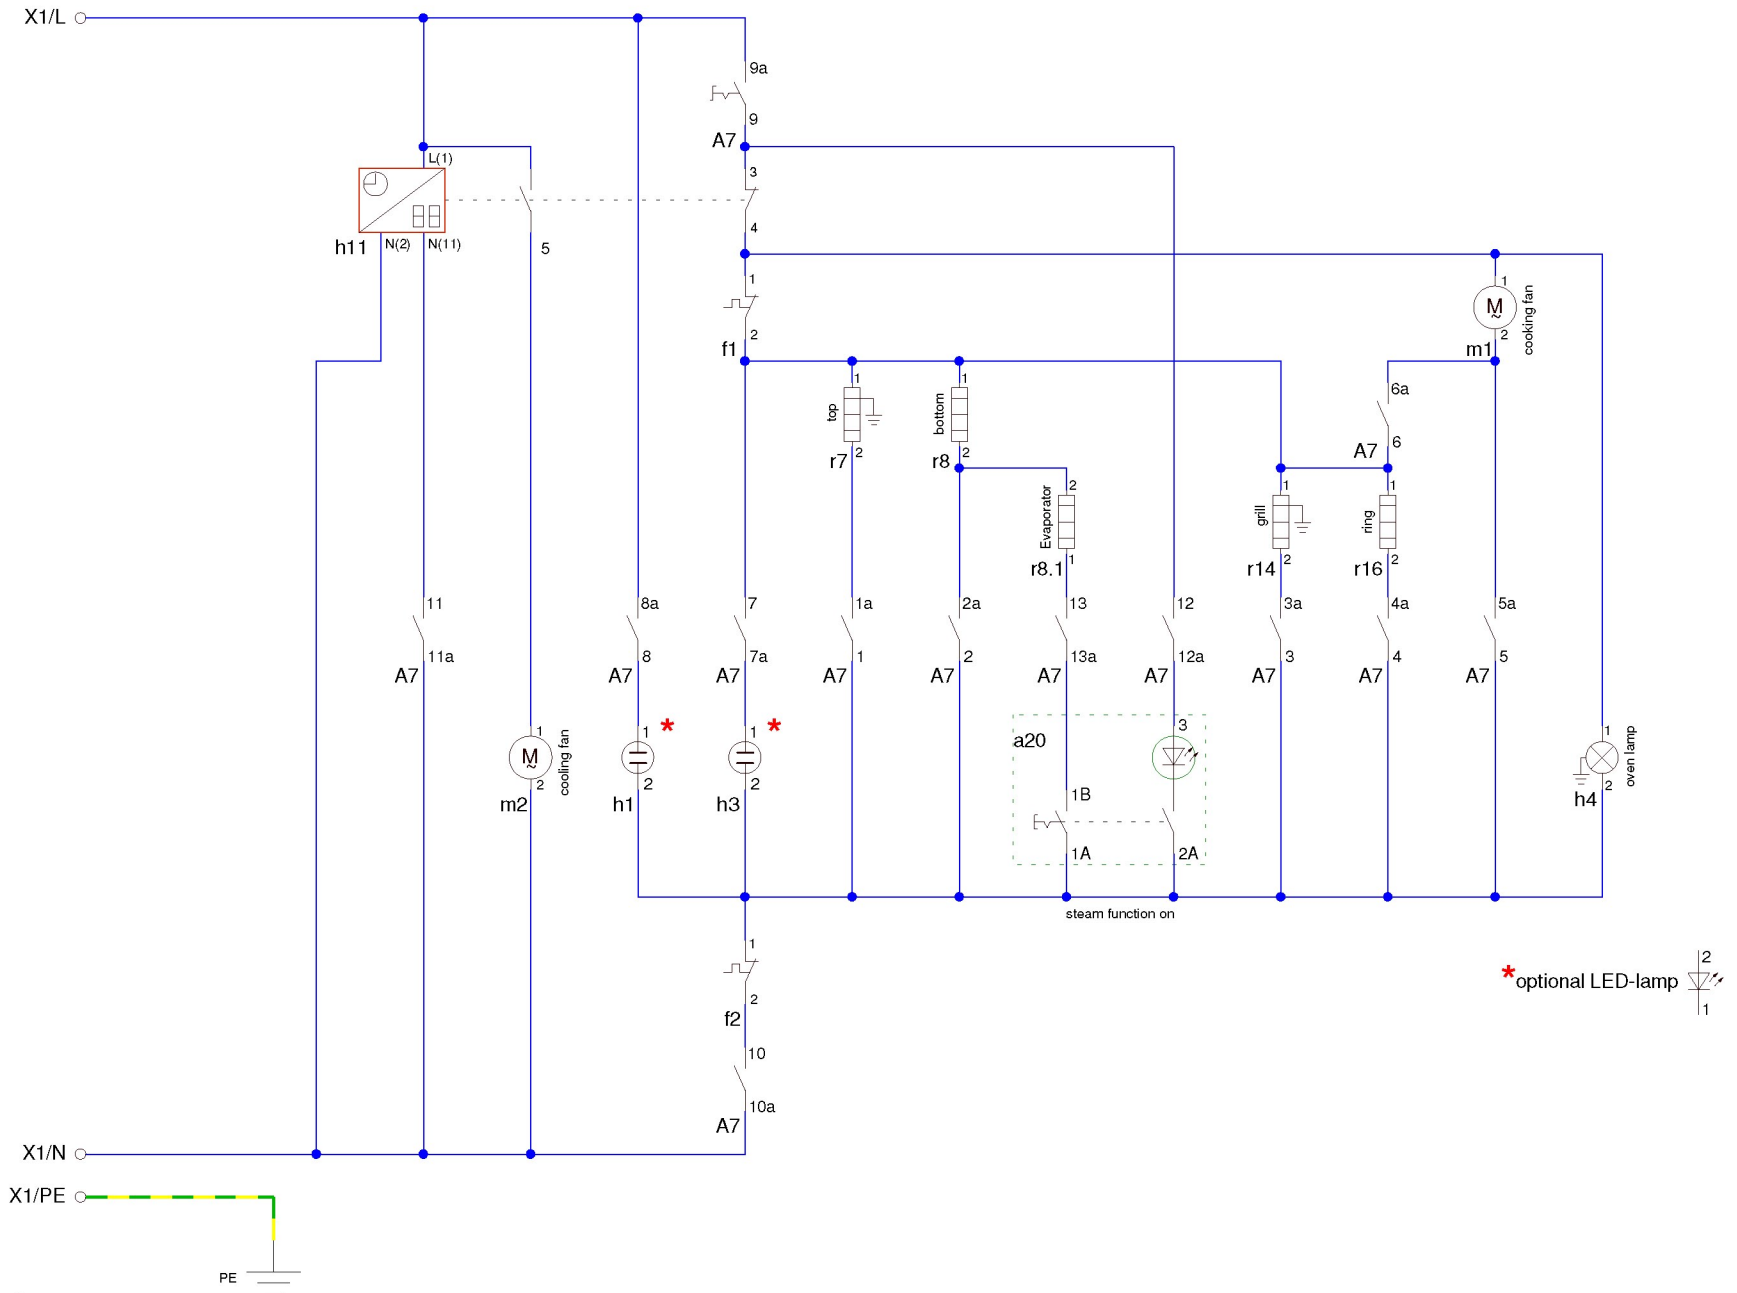 X1/L
9a
9
A7
L(1)
3
h11
N(2)
N(11)
5
4
1
1
M
~
2
cooking fan
2
f1
m1
1
1
6a
top
bottom
6
2
2
A7
r7
r8
2
1
1
Evaporator
grill
ring
1
2
2
r8.1
r14
r16
11
8a
7
1a
2a
13
12
3a
4a
5a
11a
8
7a
1
2
13a
12a
3
4
5
A7
A7
A7
A7
A7
A7
A7
A7
A7
A7
*
*
1
1
1
3
1
a20
M
~
cooling fan
oven lamp
2
2
2
2
m2
h1
h3
h4
1B
1A
2A
steam function on
1
2
f2
*optional LED-lamp
2
1
10
10a
A7
X1/N
X1/PE
PE